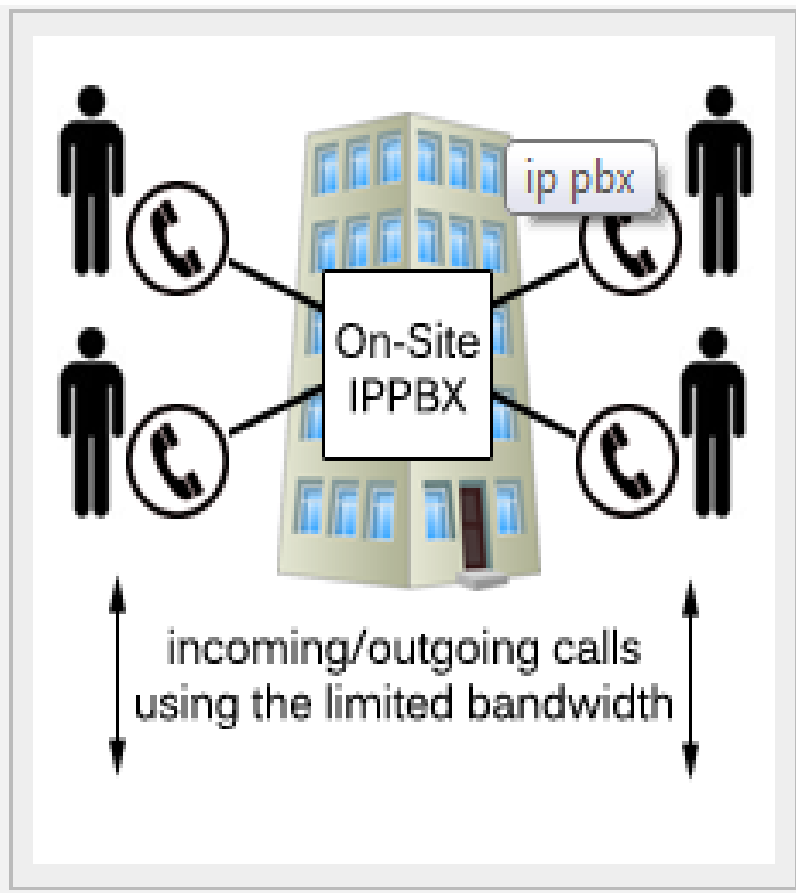 ip pbx
On-Site
IPPBX
incoming/outgoing calls
using the limited bandwidth